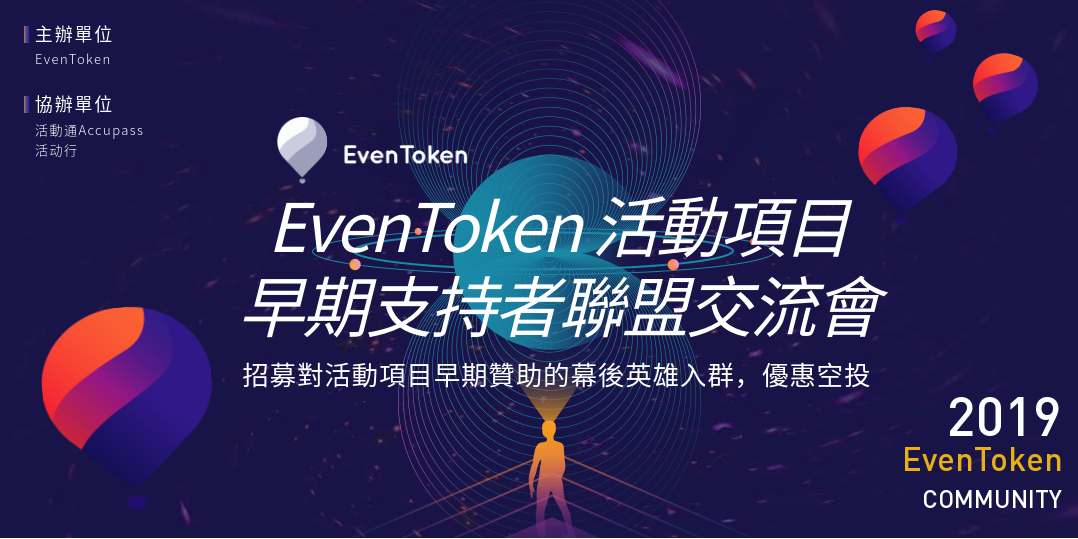 主辦單位
EvenToken
協辦單位
活動通Accupass
活动行
EvenToken
EvenToken 活動項目
早期支持者聯盟交流會
招募對活動項目早期贊助的幕後英雄入群，優惠空投
2019
EvenToken
COMMUNITY